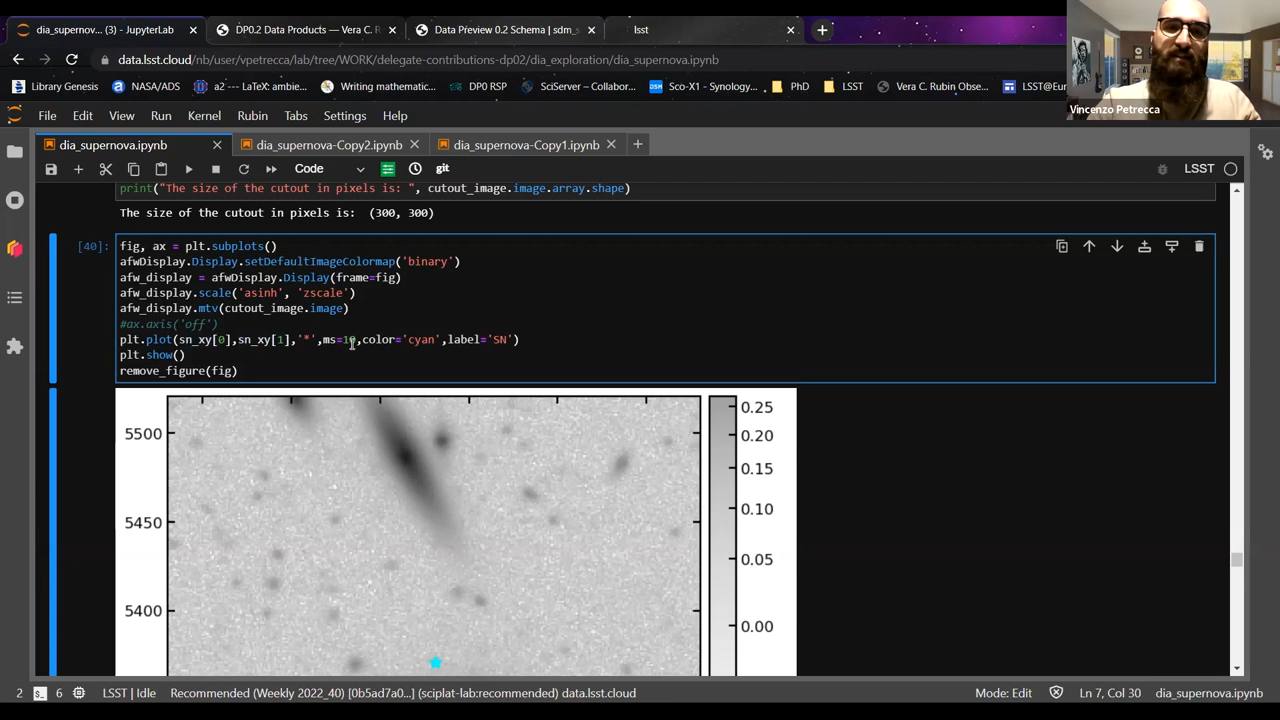 dia_supernov... (3) - JupyterLab
DP0.2 Data Products — Vera C. R
Data Preview 0.2 Schema | sdm_s
lsst
data.lsst.cloud/nb/user/vpetrecca/lab/tree/WORK/delegate-contributions-dp02/dia_exploration/dia_supernova.ipynb
Library Genesis
NASA/ADS
a2 --- LaTeX: ambie...
Writing mathematic...
DP0 RSP
SciServer – Collabor...
Sco-X1 - Synology...
PhD
LSST
Vera C. Rubin Obse...
LSST@Eur
Vincenzo Petrecca
File
Edit
View
Run
Kernel
Rubin
Tabs
Settings
Help
dia_supernova.ipynb
dia_supernova-Copy2.ipynb
dia_supernova-Copy1.ipynb
Code
git
LSST
print("The size of the cutout in pixels is: ", cutout_image.image.array.shape)
The size of the cutout in pixels is:  (300, 300)
[40]:
fig, ax = plt.subplots()
afwDisplay.Display.setDefaultImageColormap('binary')
afw_display = afwDisplay.Display(frame=fig)
afw_display.scale('asinh', 'zscale')
afw_display.mtv(cutout_image.image)
#ax.axis('off')
plt.plot(sn_xy[0],sn_xy[1],'*',ms=10,color='cyan',label='SN')
plt.show()
remove_figure(fig)
5500
5450
5400
0.25
0.20
0.15
0.10
0.05
0.00
2
6
LSST | Idle
Recommended (Weekly 2022_40) [0b5ad7a0...] (sciplat-lab:recommended) data.lsst.cloud
Mode: Edit
Ln 7, Col 30
dia_supernova.ipynb